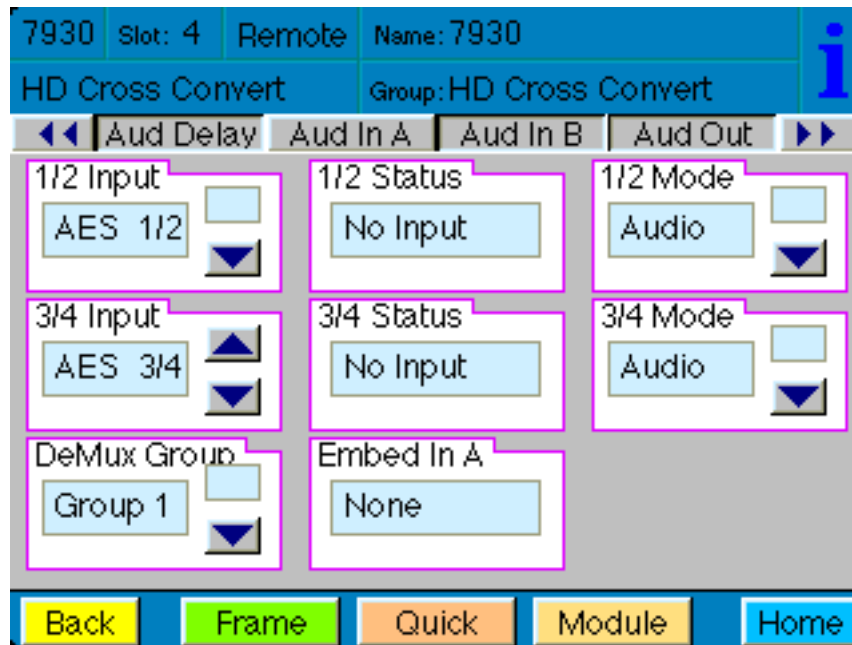 7930 Slot: 4 Remote Name: 7930
HD Cross Convert Group: HD Cross Convert
i
Aud Delay Aud In A Aud In B Aud Out
1/2 Input 1/2 Status 1/2 Mode
AES 1/2 No Input Audio
3/4 Input 3/4 Status 3/4 Mode
AES 3/4 No Input Audio
DeMux Group Embed In A
Group 1 None
Back Frame Quick Module Home